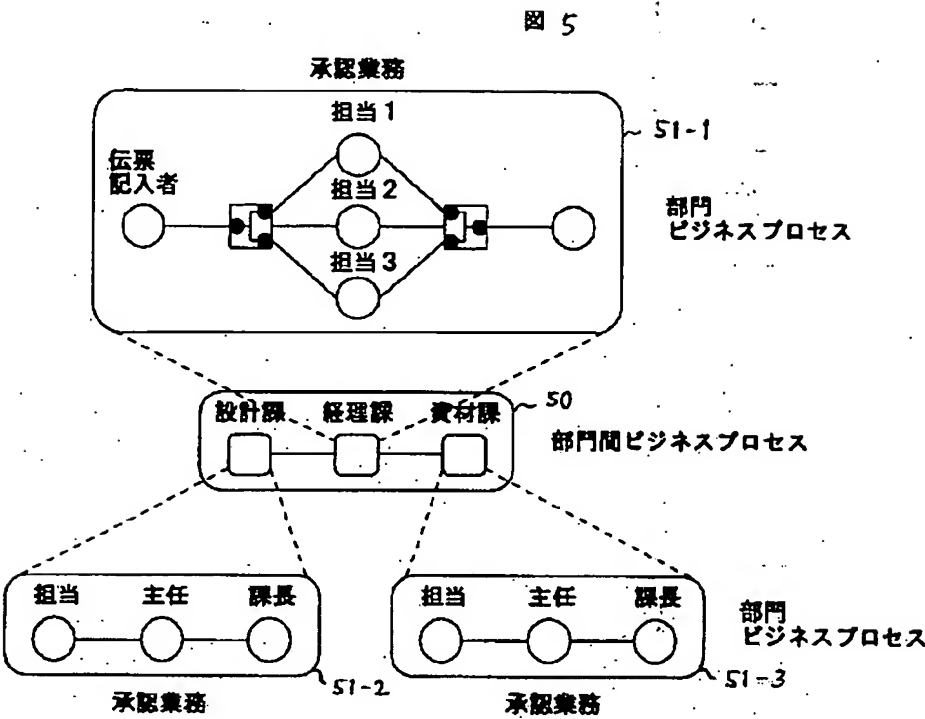 図 5
承認業務
担当1
51-1
伝票
記入者
担当2
部門
ビジネスプロセス
担当3
設計課 経理課 資材課
50
部門間ビジネスプロセス
担当 主任 課長
担当 主任 課長
部門
ビジネスプロセス
51-2
51-3
承認業務
承認業務